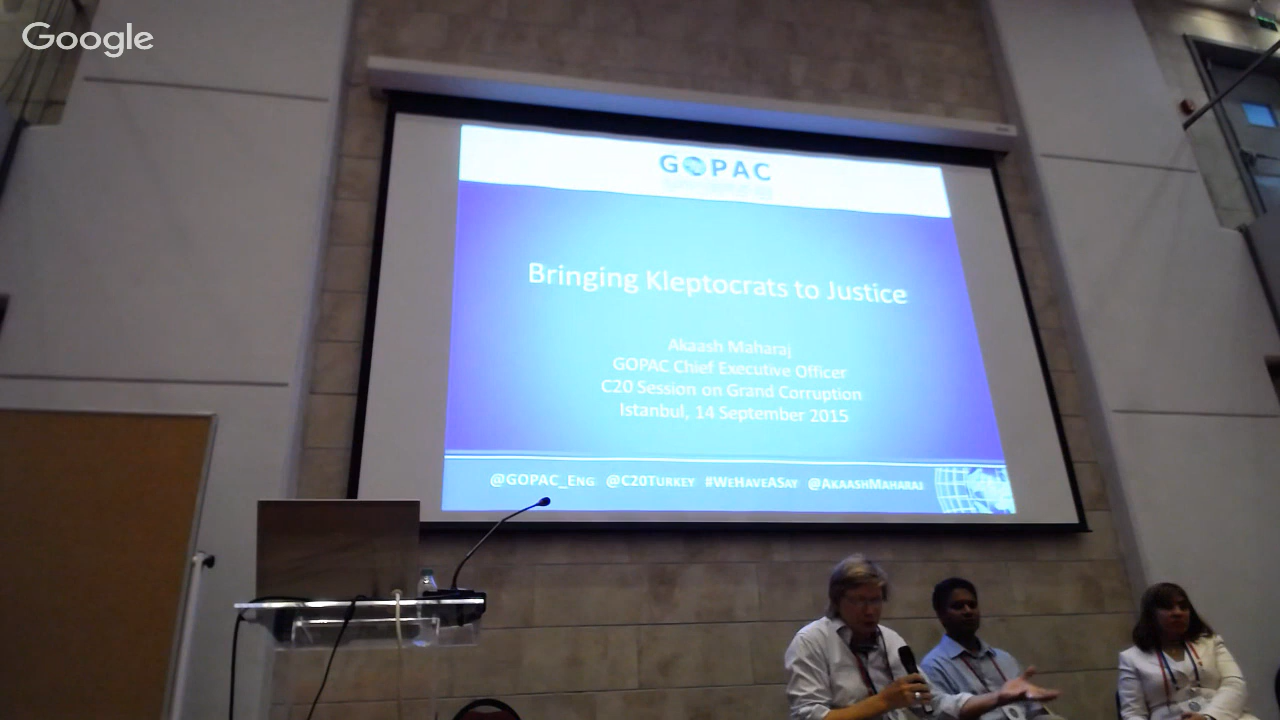 Google
GOPAC
Bringing Kleptocrats to Justice
Akaash Maharaj
GOPAC Chief Executive Officer
C20 Session on Grand Corruption
Istanbul, 14 September 2015
@GOPAC_Eng @C20Turkey #WeHaveASay @AkaashMaharaj